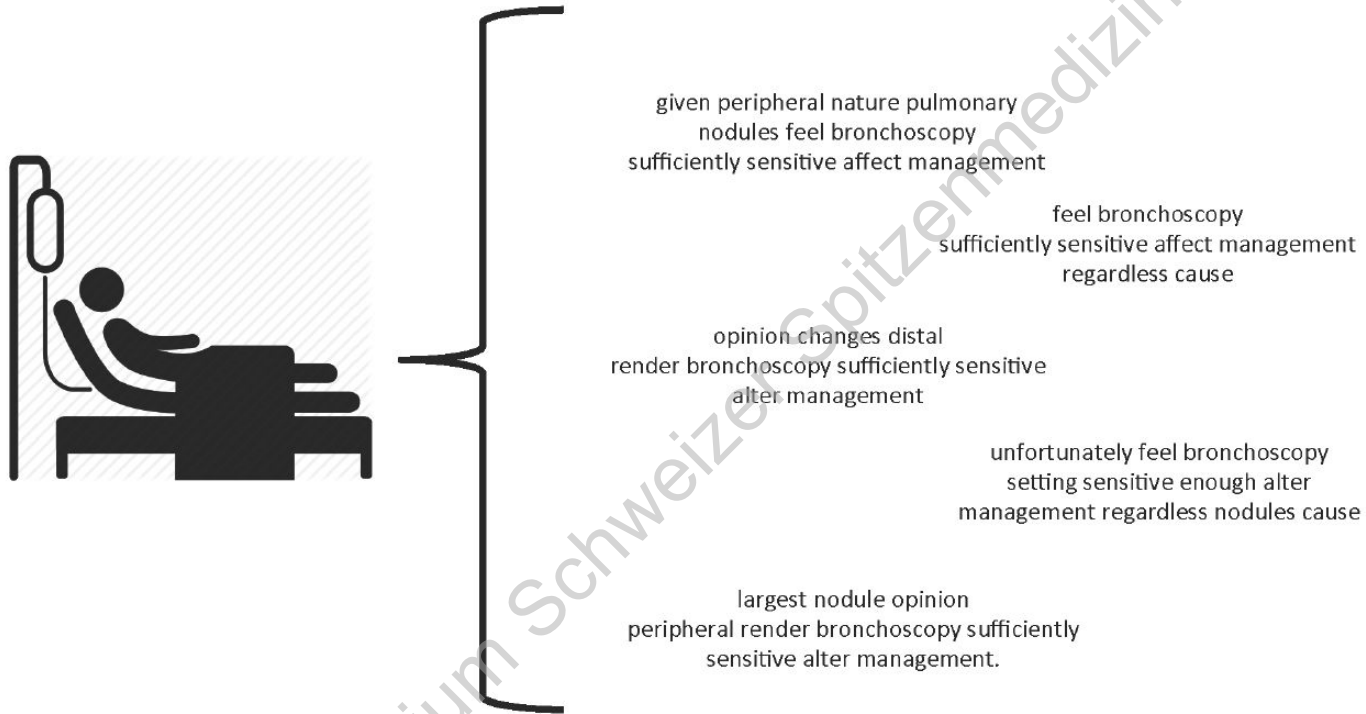 given peripheral nature pulmonary
nodules feel bronchoscopy
sufficiently sensitive affect management
feel bronchoscopy
sufficiently sensitive affect management
regardless cause
opinion changes distal
render bronchoscopy sufficiently sensitive
alter management
unfortunately feel bronchoscopy
setting sensitive enough alter
management regardless nodules cause
largest nodule opinion
peripheral render bronchoscopy sufficiently
sensitive alter management.
Schweizer Spitzenmedizin